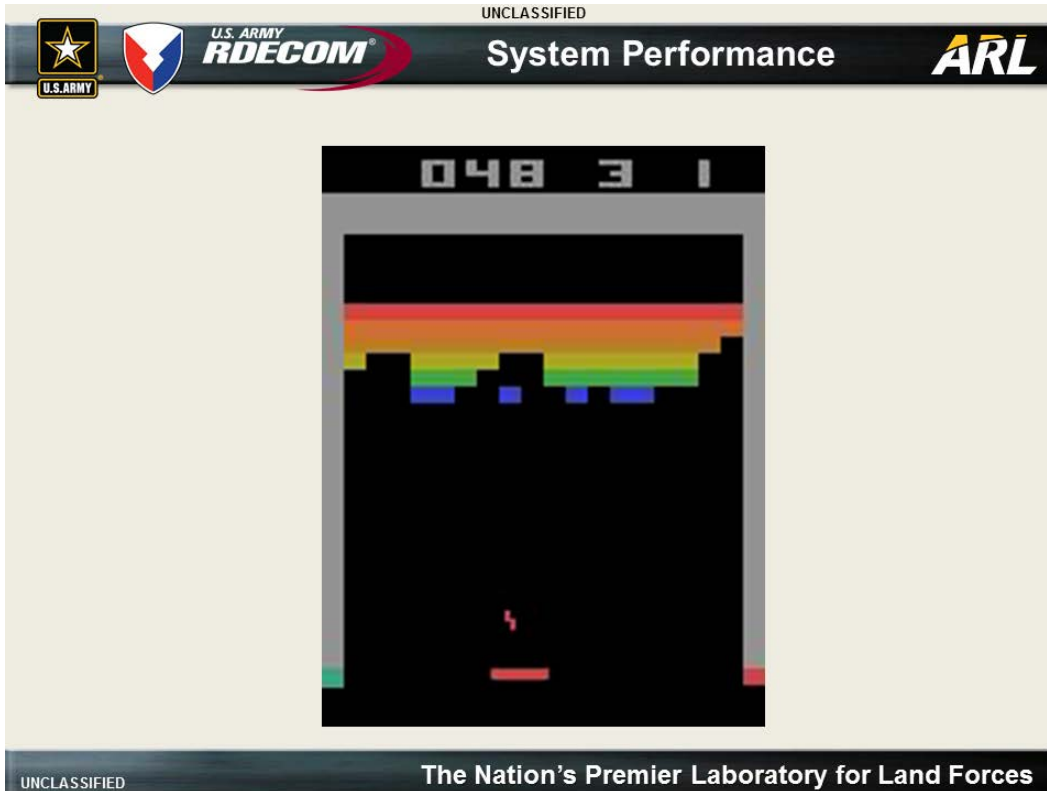 UNCLASSIFIED
U.S. ARMY
RDECOM®
System Performance
ARL
U.S.ARMY
048 3 1
UNCLASSIFIED
The Nation's Premier Laboratory for Land Forces